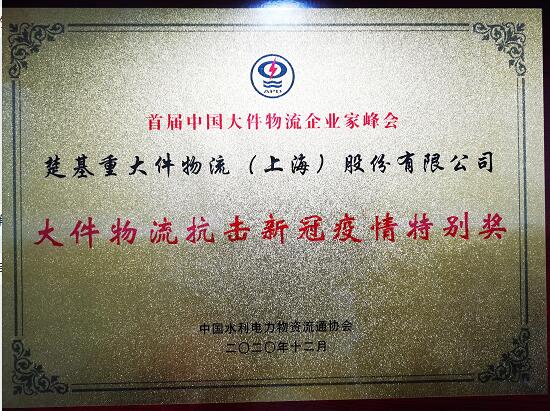 APD
首届中国大件物流企业家峰会
楚基重大件物流（上海）股份有限公司
大件物流抗击新冠疫情特别奖
中国水利电力物资流通协会
二〇二〇年十二月